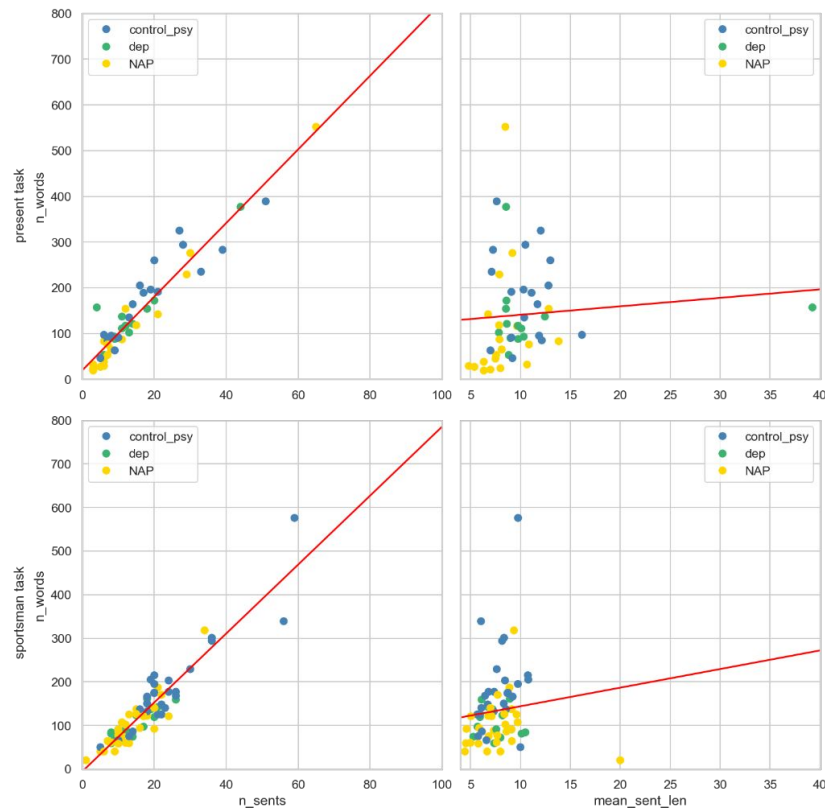 800
700
600
500
400
300
200
100
0
present task
n_words
control_psy
dep
NAP
0 20 40 60 80 100
control_psy
dep
NAP
5 10 15 20 25 30 35 40
800
700
600
500
400
300
200
100
0
sportsman task
n_words
control_psy
dep
NAP
0 20 40 60 80 100
n_sents
control_psy
dep
NAP
5 10 15 20 25 30 35 40
mean_sent_len